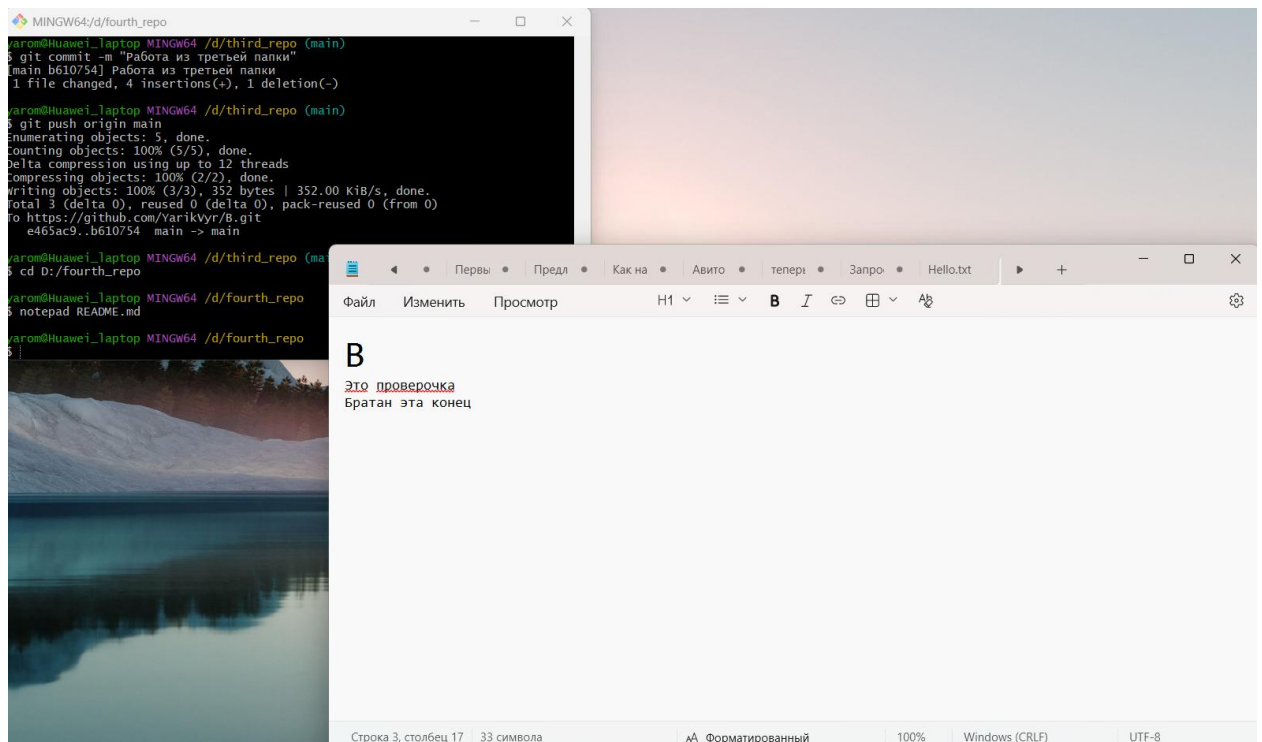 MINGW64:/d/fourth_repo
yarom@Huawei_laptop MINGW64 /d/third_repo (main)
$ git commit -m "Работа из третьей папки"
[main b610754] Работа из третьей папки
1 file changed, 4 insertions(+), 1 deletion(-)
yarom@Huawei_laptop MINGW64 /d/third_repo (main)
$ git push origin main
Enumerating objects: 5, done.
Counting objects: 100% (5/5), done.
Delta compression using up to 12 threads
Compressing objects: 100% (2/2), done.
Writing objects: 100% (3/3), 352 bytes | 352.00 KiB/s, done.
Total 3 (delta 0), reused 0 (delta 0), pack-reused 0 (from 0)
To https://github.com/YarikVyr/B.git
e465ac9..b610754 main -> main
yarom@Huawei_laptop MINGW64 /d/third_repo (ma
$ cd D:/fourth_repo
yarom@Huawei_laptop MINGW64 /d/fourth_repo
$ notepad README.md
yarom@Huawei_laptop MINGW64 /d/fourth_repo
$
Первы Предл Как на Авито теперь Запро Hello.txt
Файл Изменить Просмотр H1 B I
B
Это проверочка
Братан эта конец
Строка 3, столбец 17 33 символа Форматированный 100% Windows (CRLF) UTF-8